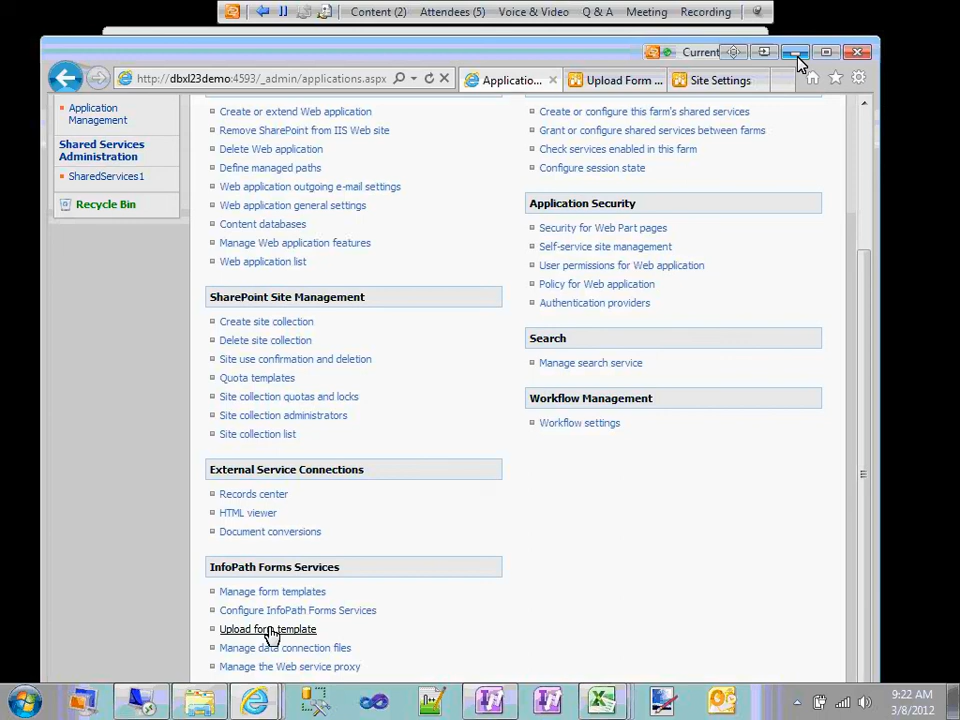 Content (2) Attendees (5) Voice & Video Q & A Meeting Recording
Current
http://dbxl23demo:4593/_admin/applications.aspx
Applicatio... Upload Form ... Site Settings
Application
Management
Shared Services
Administration
SharedServices1
Recycle Bin
Create or extend Web application
Remove SharePoint from IIS Web site
Delete Web application
Define managed paths
Web application outgoing e-mail settings
Web application general settings
Content databases
Manage Web application features
Web application list
SharePoint Site Management
Create site collection
Delete site collection
Site use confirmation and deletion
Quota templates
Site collection quotas and locks
Site collection administrators
Site collection list
External Service Connections
Records center
HTML viewer
Document conversions
InfoPath Forms Services
Manage form templates
Configure InfoPath Forms Services
Upload form template
Manage data connection files
Manage the Web service proxy
Create or configure this farm's shared services
Grant or configure shared services between farms
Check services enabled in this farm
Configure session state
Application Security
Security for Web Part pages
Self-service site management
User permissions for Web application
Policy for Web application
Authentication providers
Search
Manage search service
Workflow Management
Workflow settings
9:22 AM
3/8/2012